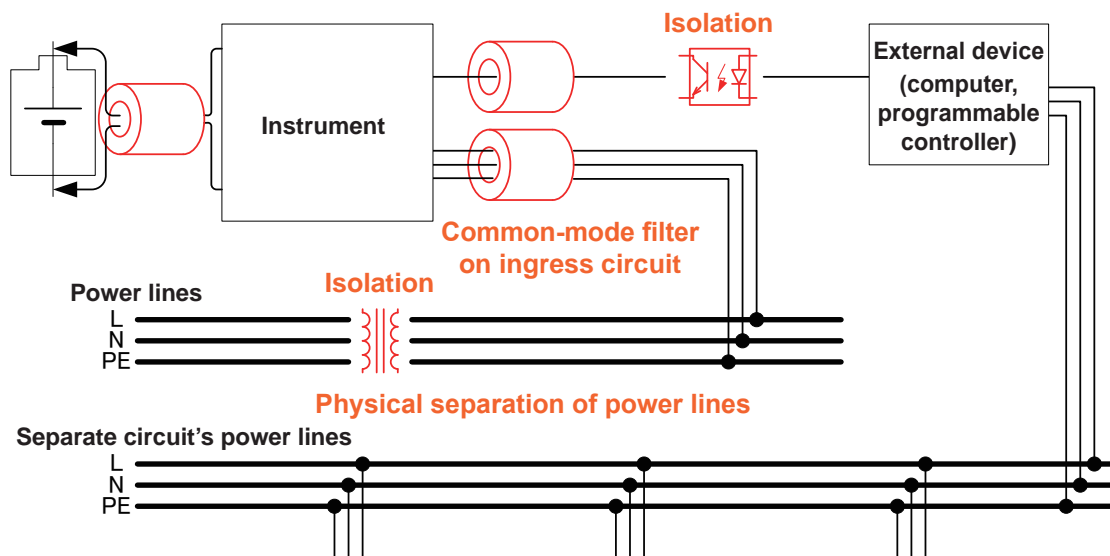 Isolation
External device
(computer,
programmable
controller)
Instrument
Common-mode filter
on ingress circuit
Power lines
Isolation
L
N
PE
Physical separation of power lines
Separate circuit's power lines
L
N
PE